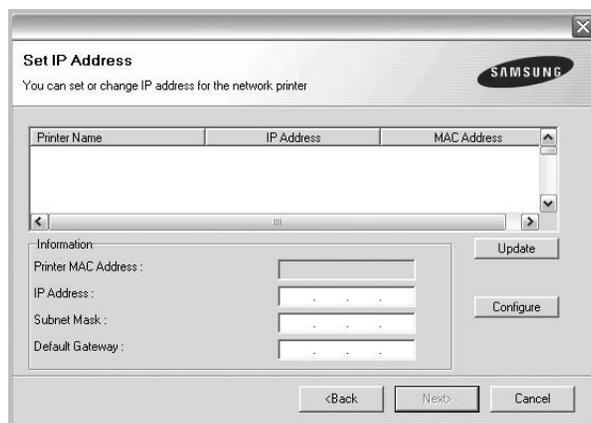 Set IP Address
You can set or change IP address for the network printer
SAMSUNG
Printer Name IP Address MAC Address
Information
Update
Printer MAC Address :
IP Address :
Configure
Subnet Mask :
Default Gateway :
<Back Next> Cancel